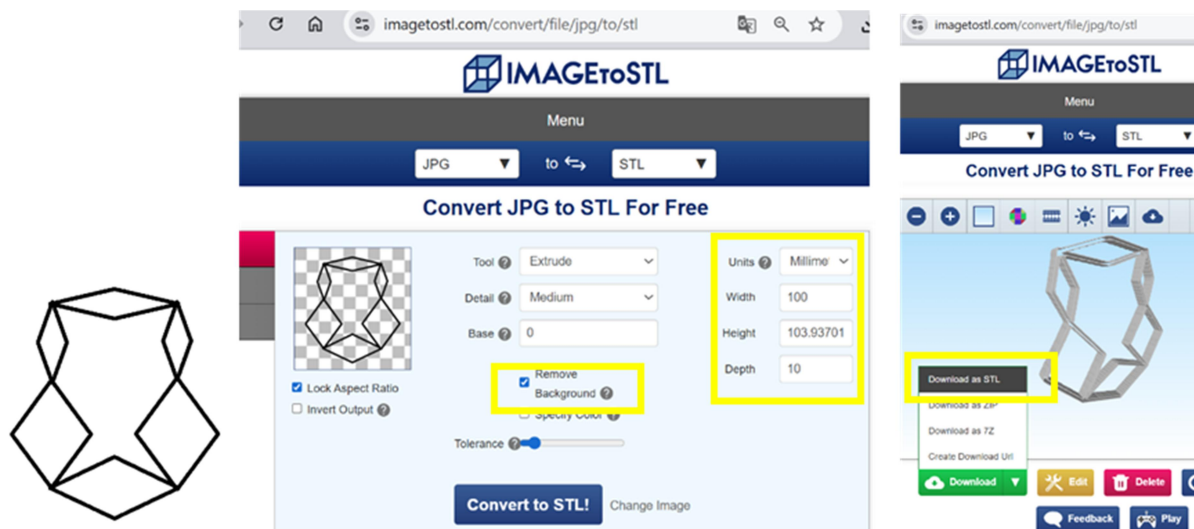 imagetostl.com/convert/file/jpg/to/stl
IMAGETOSTL
Menu
JPG to STL
Convert JPG to STL For Free
Tool Extrude
Detail Medium
Base 0
Remove
Background
Specify Color
Tolerance
Lock Aspect Ratio
Invert Output
Units Millime
Width 100
Height 103.93701
Depth 10
Convert to STL! Change Image
imagetostl.com/convert/file/jpg/to/stl
IMAGETOSTL
Menu
JPG to STL
Convert JPG to STL For Free
Download as STL
Download as ZIP
Download as 7Z
Create Download Url
Download Edit Delete
Feedback Play